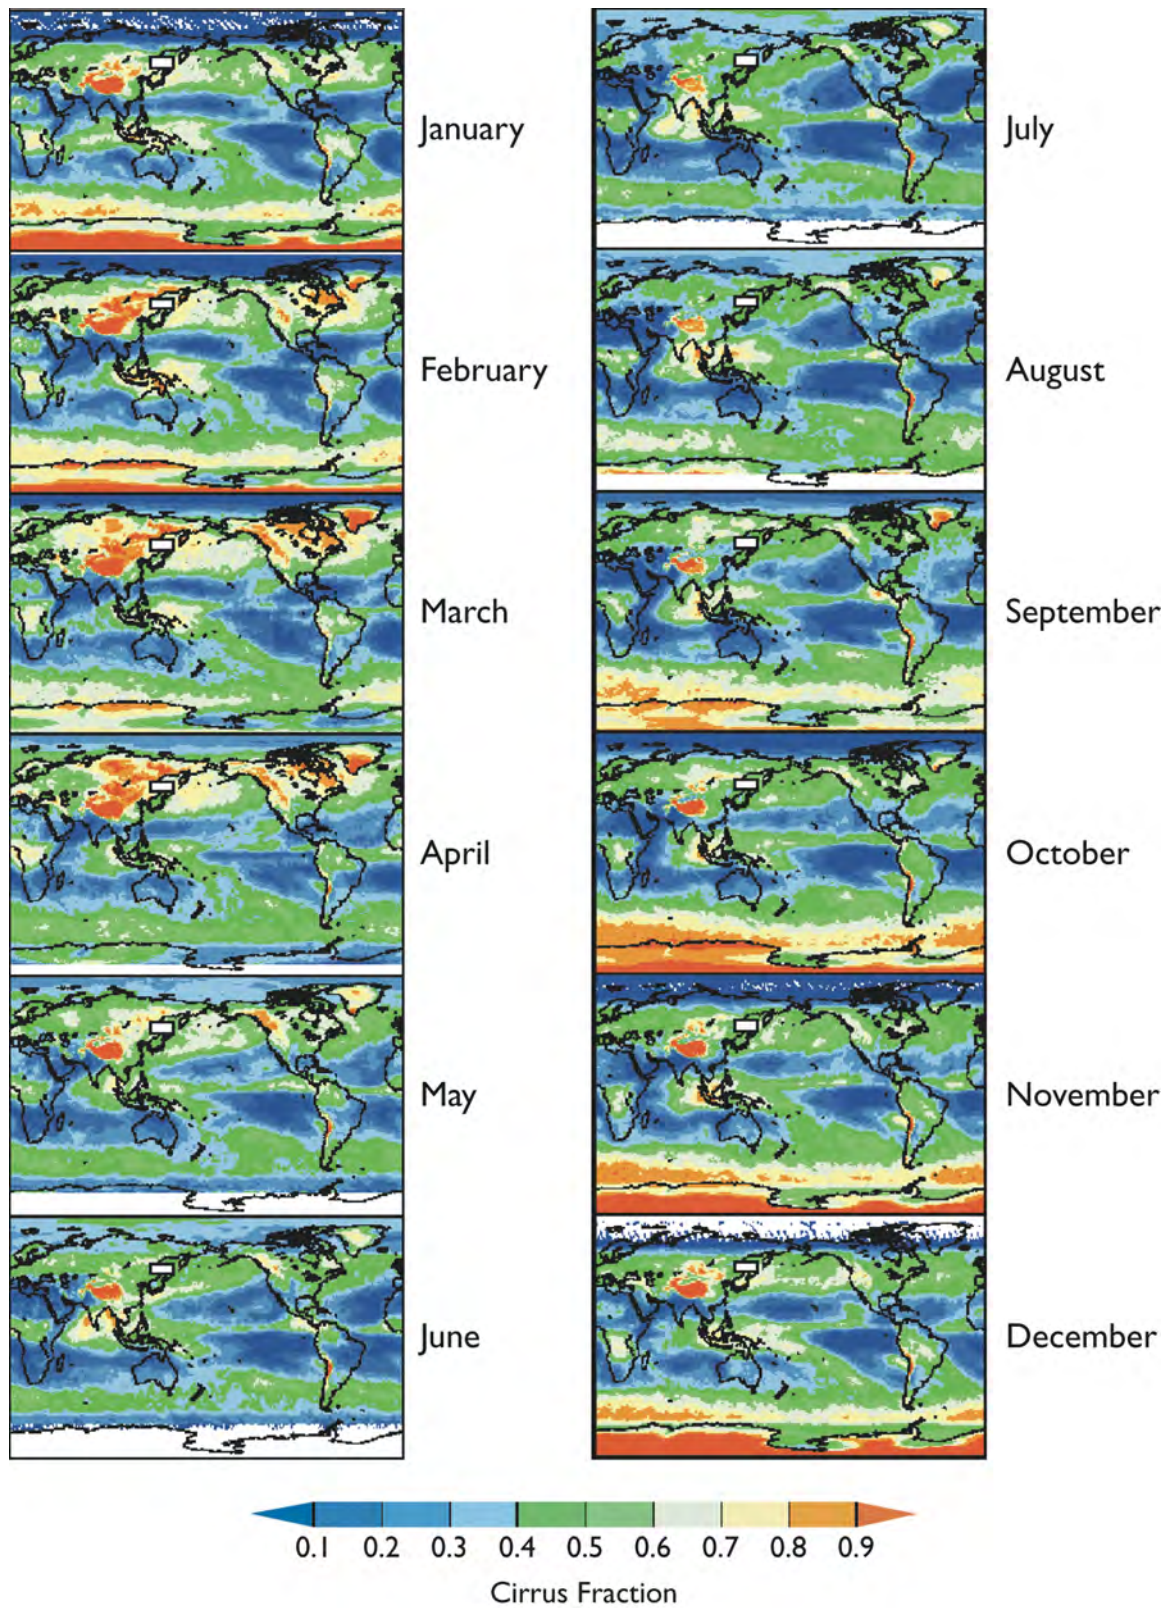 January
July
February
August
March
September
April
October
May
November
June
December
0.1 0.2 0.3 0.4 0.5 0.6 0.7 0.8 0.9
Cirrus Fraction